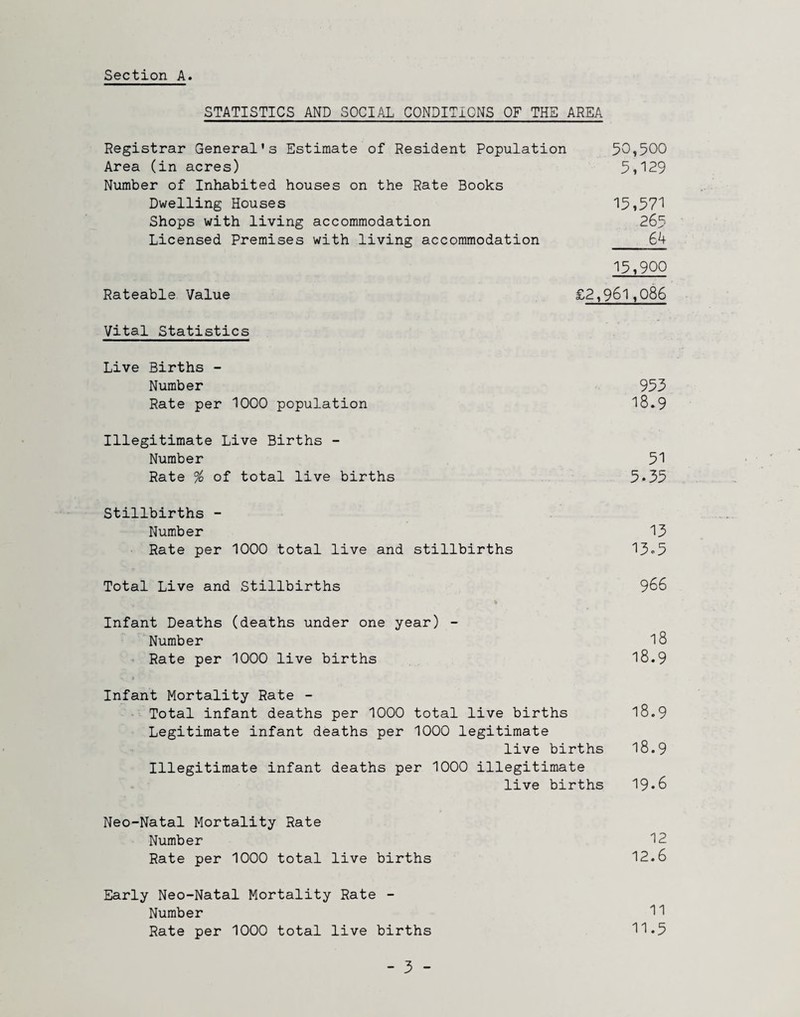 Section A.
STATISTICS AND SOCIAL CONDITIONS OF THE AREA
Registrar General's Estimate of Resident Population 50,500
Area (in acres) 5,129
Number of Inhabited houses on the Rate Books
Dwelling Houses 15,571
Shops with living accommodation 265
Licensed Premises with living accommodation 64
15,900
Rateable Value £2,961,086
Vital Statistics
Live Births -
Number 953
Rate per 1000 population 18.9
Illegitimate Live Births -
Number 51
Rate % of total live births 5.35
Stillbirths -
Number 13
Rate per 1000 total live and stillbirths 13.5
Total Live and Stillbirths 966
Infant Deaths (deaths under one year) -
Number 18
Rate per 1000 live births 18.9
Infant Mortality Rate -
Total infant deaths per 1000 total live births 18.9
Legitimate infant deaths per 1000 legitimate
live births 18.9
Illegitimate infant deaths per 1000 illegitimate
live births 19.6
Neo-Natal Mortality Rate
Number 12
Rate per 1000 total live births 12.6
Early Neo-Natal Mortality Rate -
Number 11
Rate per 1000 total live births 11.5
- 3 -